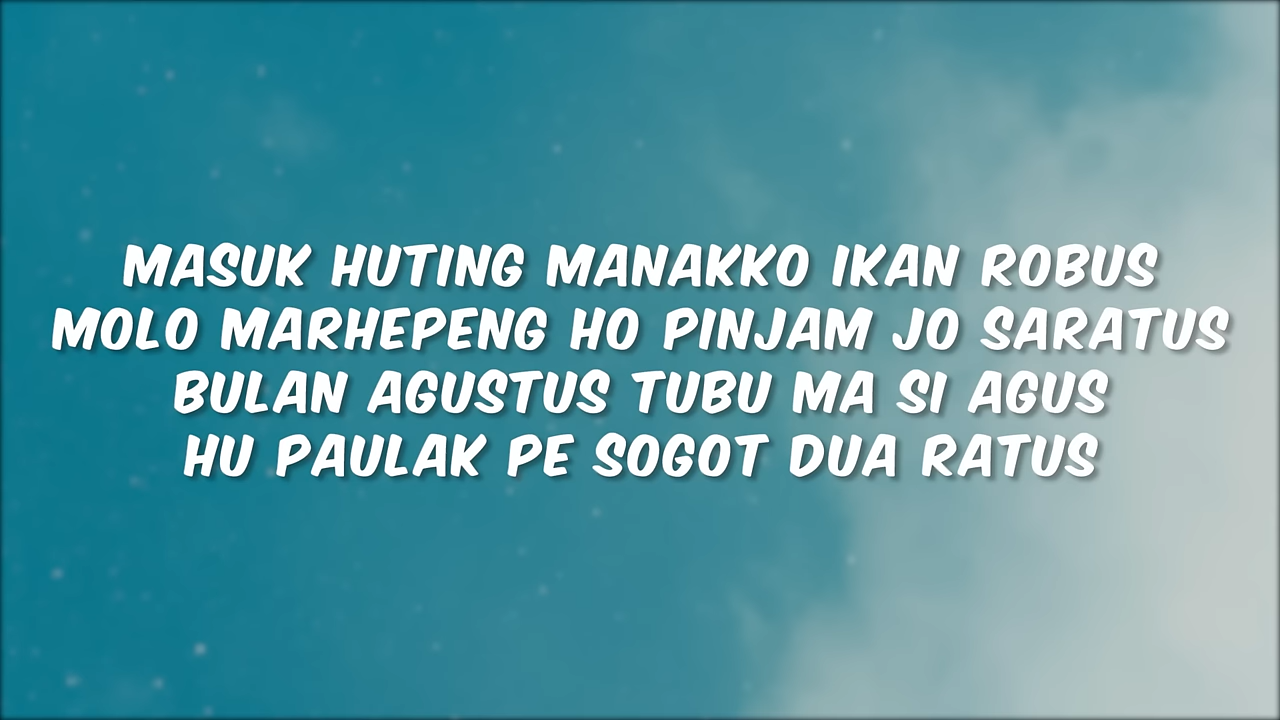 MASUK HUTING MANAKKO IKAN ROBUS
MOLO MARHEPENG HO PINJAM JO SARATUS
BULAN AGUSTUS TUBU MA SI AGUS
HU PAULAK PE SOGOT DUA RATUS